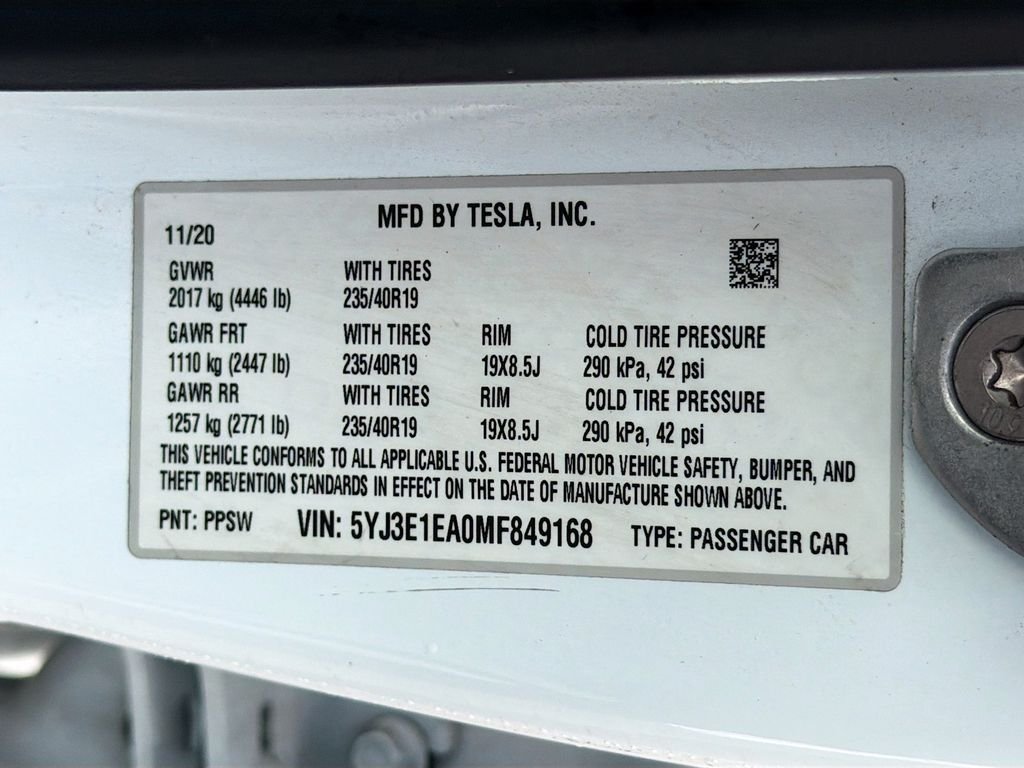 MFD BY TESLA, INC.
11/20
GVWR WITH TIRES
2017 kg (4446 lb) 235/40R19
GAWR FRT WITH TIRES RIM COLD TIRE PRESSURE
1110 kg (2447 lb) 235/40R19 19X8.5J 290 kPa, 42 psi
GAWR RR WITH TIRES RIM COLD TIRE PRESSURE
1257 kg (2771 lb) 235/40R19 19X8.5J 290 kPa, 42 psi
THIS VEHICLE CONFORMS TO ALL APPLICABLE U.S. FEDERAL MOTOR VEHICLE SAFETY, BUMPER, AND
THEFT PREVENTION STANDARDS IN EFFECT ON THE DATE OF MANUFACTURE SHOWN ABOVE.
PNT: PPSW VIN: 5YJ3E1EA0MF849168 TYPE: PASSENGER CAR